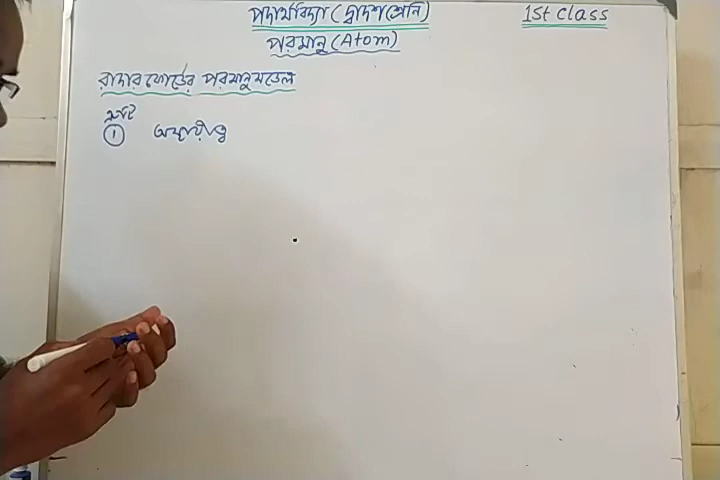 পদার্থবিদ্যা (দ্বাদশ শ্রেনি)
1st class
পরমানু (Atom)
রাদারফোর্ডের পরমানু মডেল
ত্রুটি
① অস্থায়ীত্ব